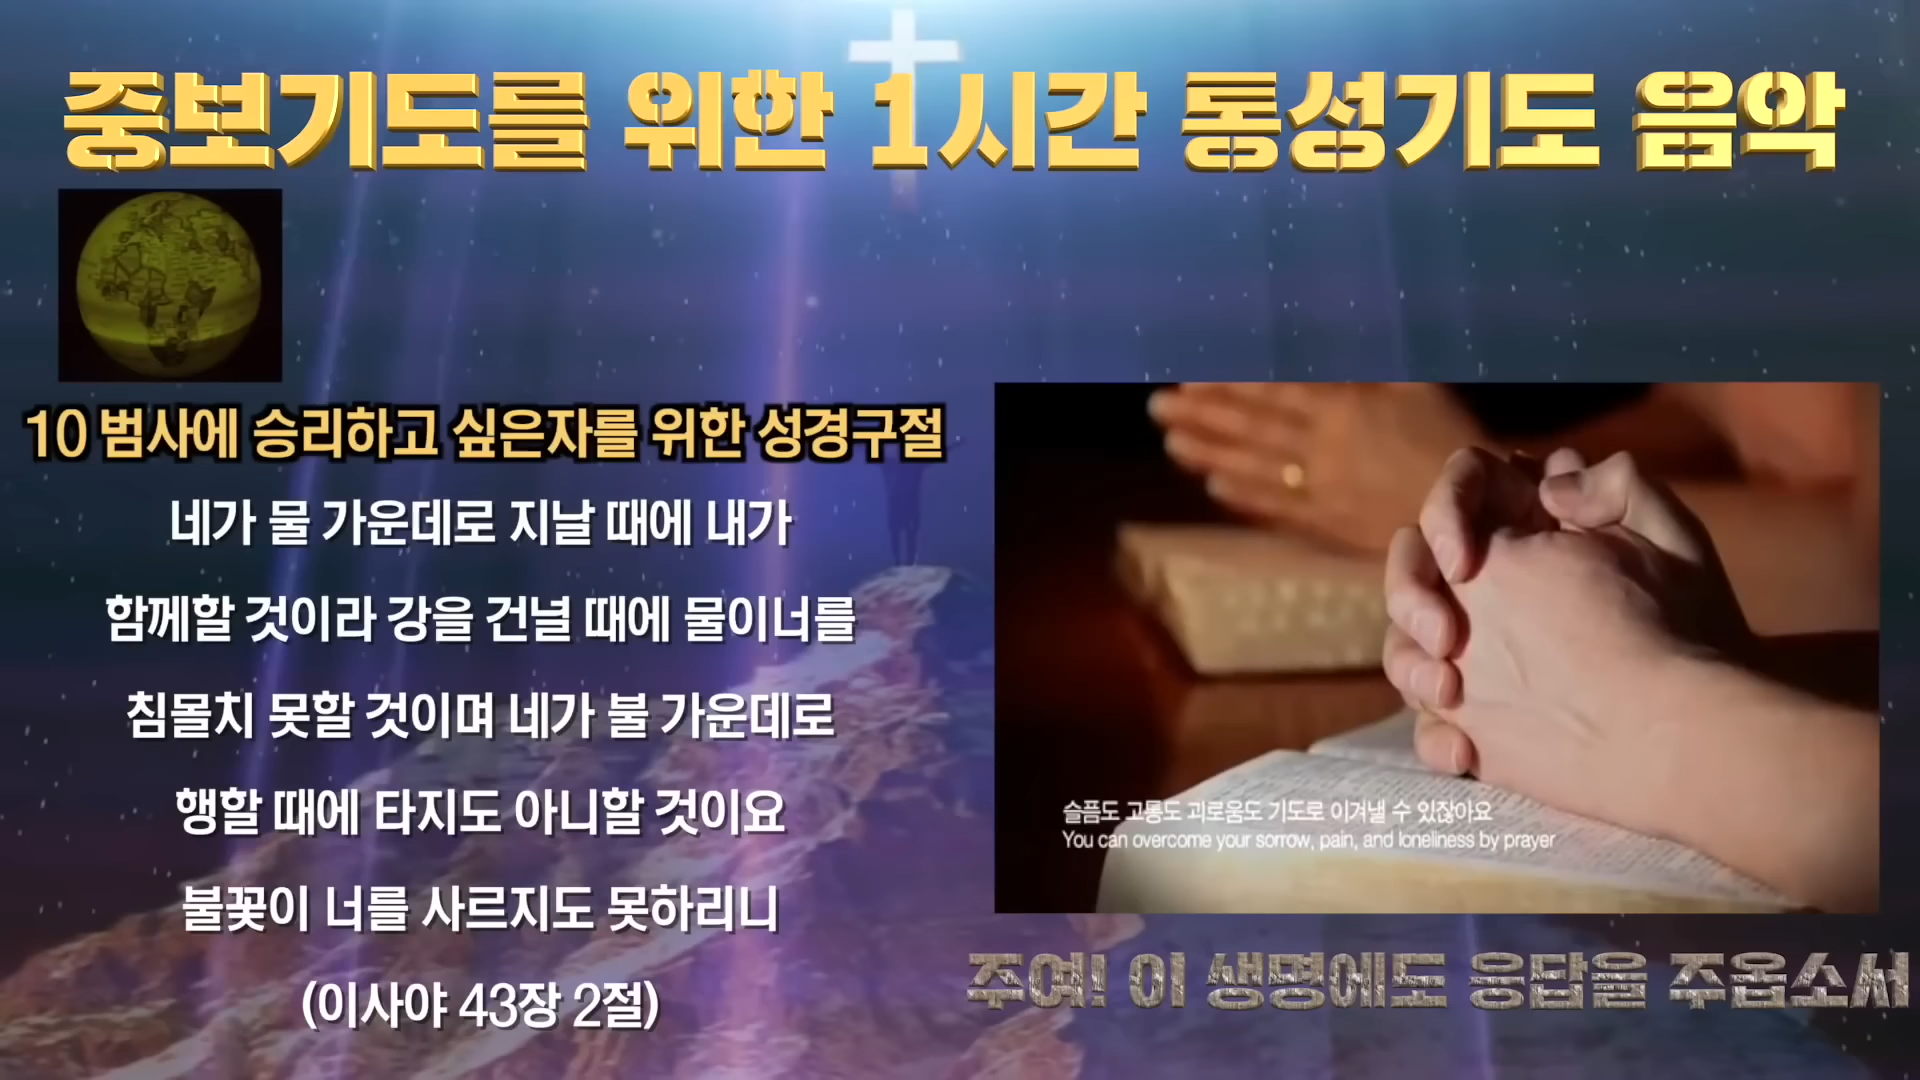 중보기도를 위한 1시간 통성기도 음악
10 범사에 승리하고 싶은자를 위한 성경구절
네가 물 가운데로 지날 때에 내가
함께할 것이라 강을 건널 때에 물이너를
침몰치 못할 것이며 네가 불 가운데로
행할 때에 타지도 아니할 것이요
불꽃이 너를 사르지도 못하리니
(이사야 43장 2절)
슬픔도 고통도 괴로움도 기도로 이겨낼 수 있잖아요
You can overcome your sorrow, pain, and loneliness by prayer
주여! 이 생명에도 응답을 주옵소서